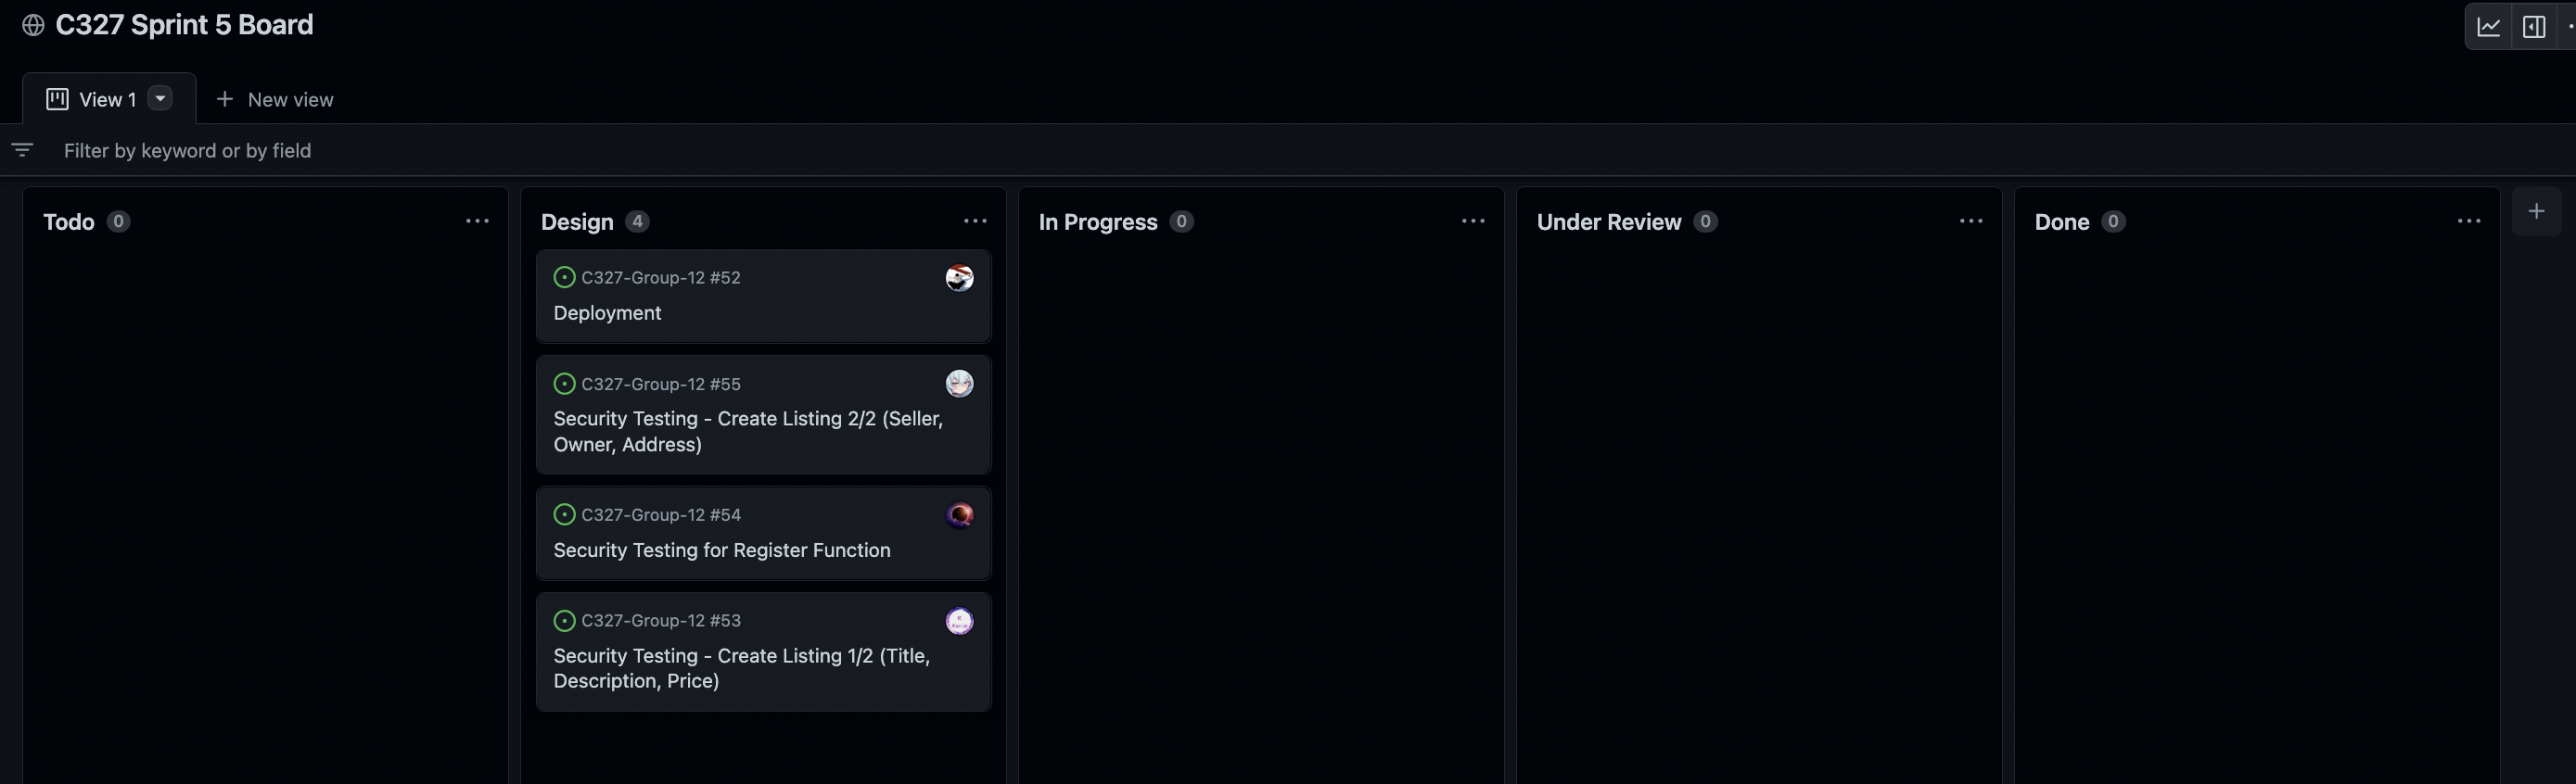 C327 Sprint 5 Board
View 1
New view
Filter by keyword or by field
Todo 0
Design 4
C327-Group-12 #52
Deployment
C327-Group-12 #55
Security Testing - Create Listing 2/2 (Seller,
Owner, Address)
C327-Group-12 #54
Security Testing for Register Function
C327-Group-12 #53
Security Testing - Create Listing 1/2 (Title,
Description, Price)
In Progress 0
Under Review 0
Done 0